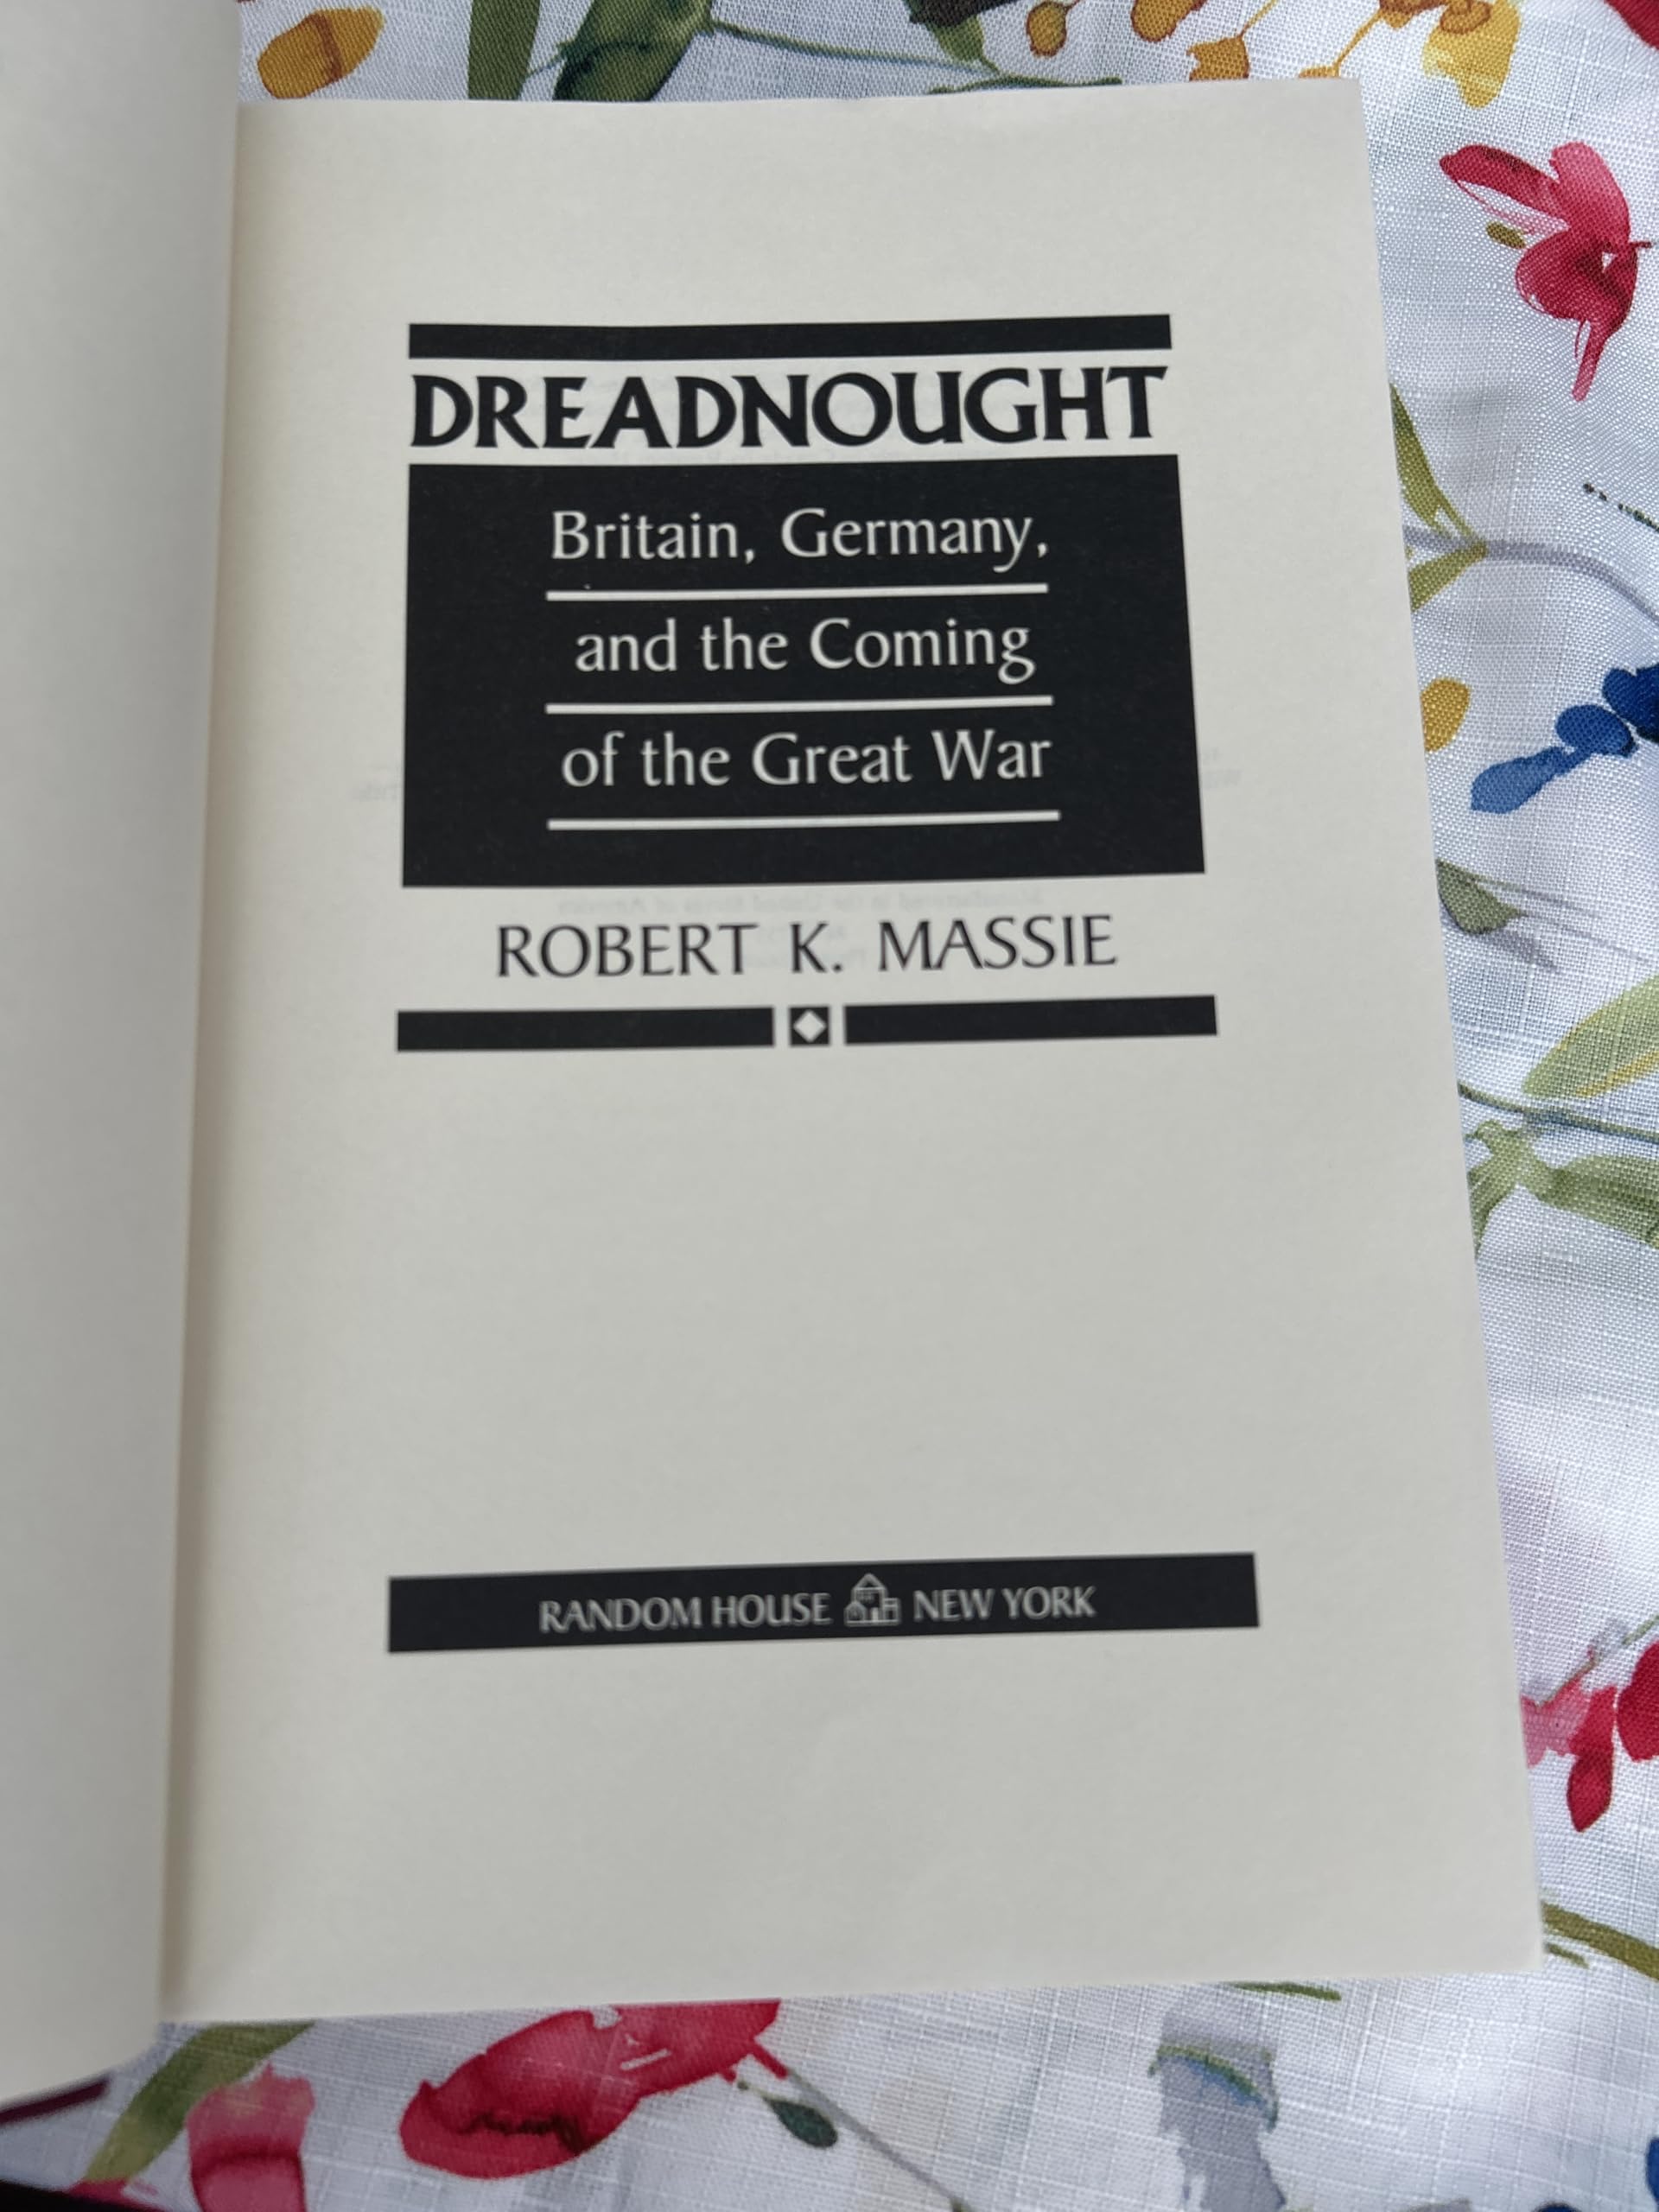 DREADNOUGHT
Britain, Germany,
and the Coming
of the Great War
ROBERT K. MASSIE
RANDOM HOUSE NEW YORK